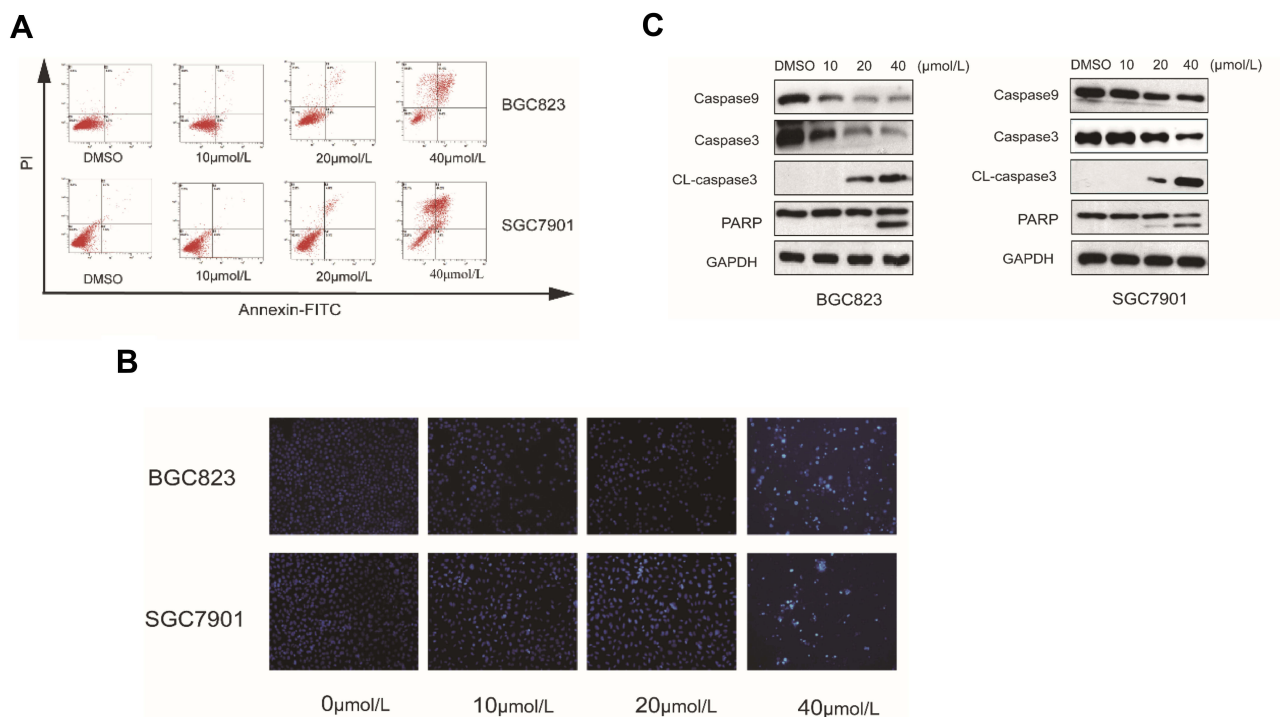 A
PI
BGC823
DMSO
10μmol/L
20μmol/L
40μmol/L
SGC7901
DMSO
10μmol/L
20μmol/L
40μmol/L
Annexin-FITC
C
DMSO 10 20 40 (μmol/L)
Caspase9
Caspase3
CL-caspase3
PARP
GAPDH
BGC823
DMSO 10 20 40 (μmol/L)
Caspase9
Caspase3
CL-caspase3
PARP
GAPDH
SGC7901
B
BGC823
SGC7901
0μmol/L
10μmol/L
20μmol/L
40μmol/L